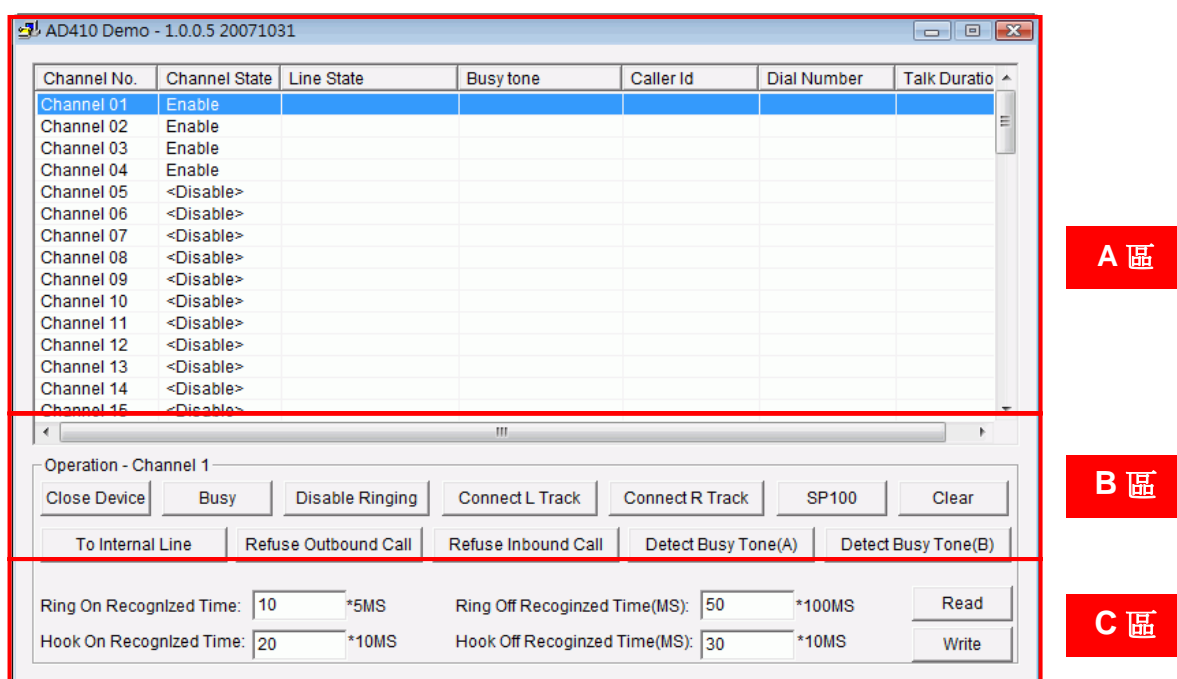 AD410 Demo - 1.0.0.5 20071031
Channel No. Channel State Line State Busy tone Caller Id Dial Number Talk Duratio
Channel 01 Enable
Channel 02 Enable
Channel 03 Enable
Channel 04 Enable
Channel 05 <Disable>
Channel 06 <Disable>
Channel 07 <Disable>
Channel 08 <Disable>
Channel 09 <Disable>
Channel 10 <Disable>
Channel 11 <Disable>
Channel 12 <Disable>
Channel 13 <Disable>
Channel 14 <Disable>
Channel 15 <Disable>
A 區
Operation - Channel 1
Close Device Busy Disable Ringing Connect L Track Connect R Track SP100 Clear
To Internal Line Refuse Outbound Call Refuse Inbound Call Detect Busy Tone(A) Detect Busy Tone(B)
B 區
Ring On RecognIzed Time: 10 *5MS Ring Off Recoginzed Time(MS): 50 *100MS Read
Hook On RecognIzed Time: 20 *10MS Hook Off Recoginzed Time(MS): 30 *10MS Write
C 區